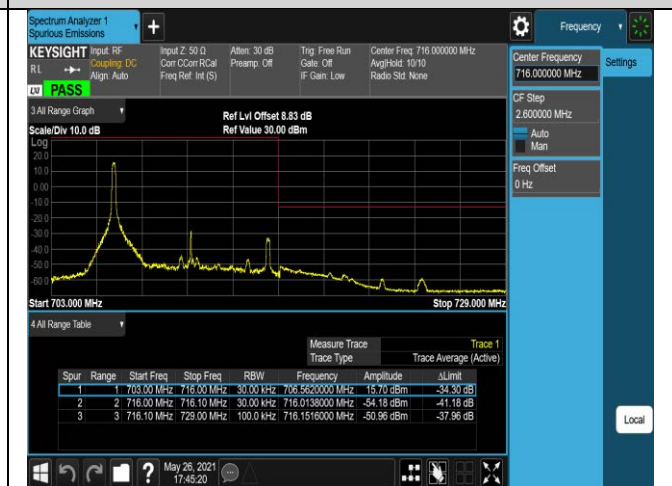 Spectrum Analyzer 1
Spurious Emissions
+
Frequency
KEYSIGHT
RL
Input: RF
Coupling: DC
Align: Auto
Input Z: 50 Ω
Corr CCorr RCal
Freq Ref: Int (S)
Atten: 30 dB
Preamp: Off
Trig: Free Run
Gate: Off
IF Gain: Low
Center Freq: 716.000000 MHz
Avg|Hold: 10/10
Radio Std: None
PASS
Center Frequency
716.000000 MHz
Settings
CF Step
2.600000 MHz
Auto
Man
Freq Offset
0 Hz
3 All Range Graph
Scale/Div 10.0 dB
Ref Lvl Offset 8.83 dB
Ref Value 30.00 dBm
Log
20.0
10.0
0.00
-10.0
-20.0
-30.0
-40.0
-50.0
-60.0
Start 703.000 MHz
Stop 729.000 MHz
4 All Range Table
Measure Trace Trace 1
Trace Type Trace Average (Active)
Spur Range Start Freq Stop Freq RBW Frequency Amplitude ΔLimit
1 1 703.00 MHz 716.00 MHz 30.00 kHz 706.5620000 MHz 15.70 dBm -34.30 dB
2 2 716.00 MHz 716.10 MHz 30.00 kHz 716.0138000 MHz -54.18 dBm -41.18 dB
3 3 716.10 MHz 729.00 MHz 100.0 kHz 716.1516000 MHz -50.96 dBm -37.96 dB
Local
?
May 26, 2021
17:45:20